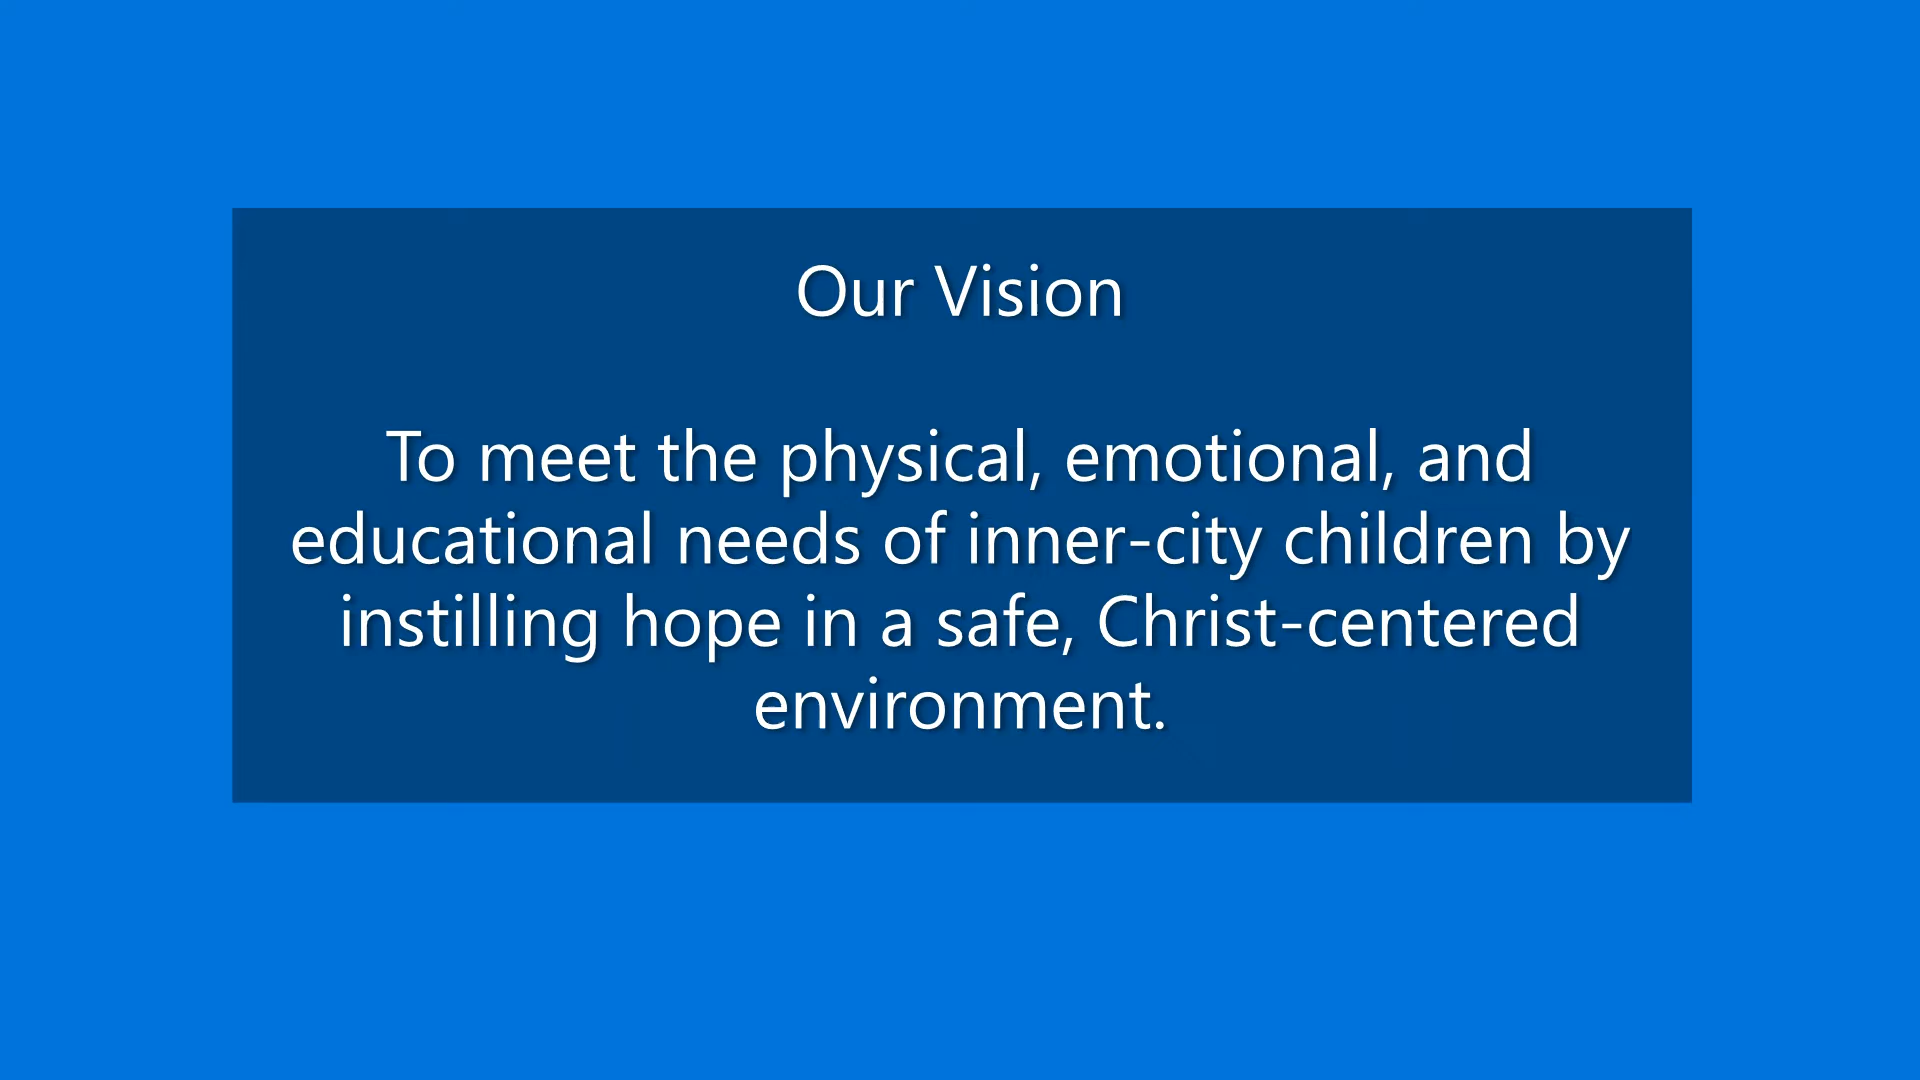 Our Vision
To meet the physical, emotional, and
educational needs of inner-city children by
instilling hope in a safe, Christ-centered
environment.